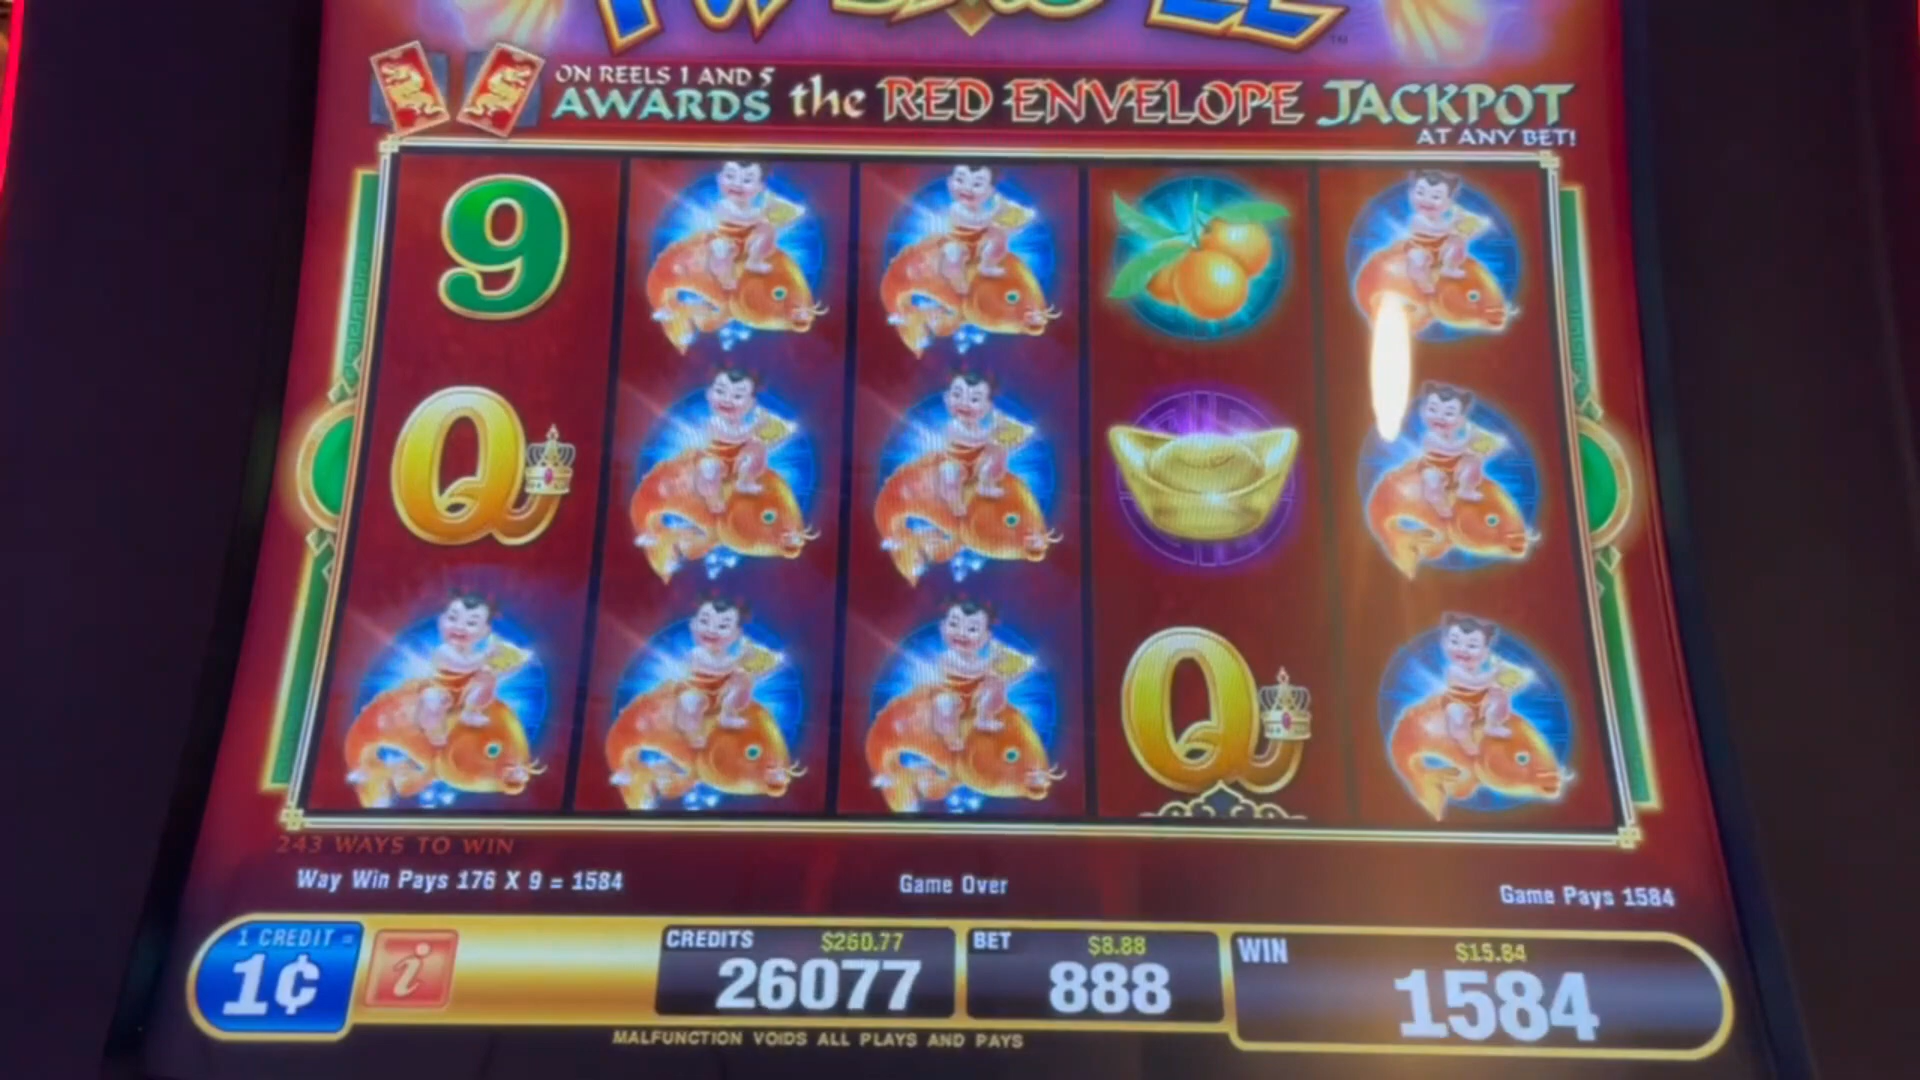 ON REELS 1 AND 5
AWARDS the RED ENVELOPE JACKPOT
AT ANY BET!
9
Q
Q
243 WAYS TO WIN
Way Win Pays 176 X 9 = 1584
Game Over
Game Pays 1584
1 CREDIT =
1¢
i
CREDITS $260.77
26077
BET $8.88
888
WIN $15.84
1584
MALFUNCTION VOIDS ALL PLAYS AND PAYS